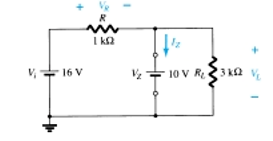 + V_R −
R
1 kΩ
I_Z
+
V_i 16 V
V_Z 10 V
R_L 3 kΩ V_L
−